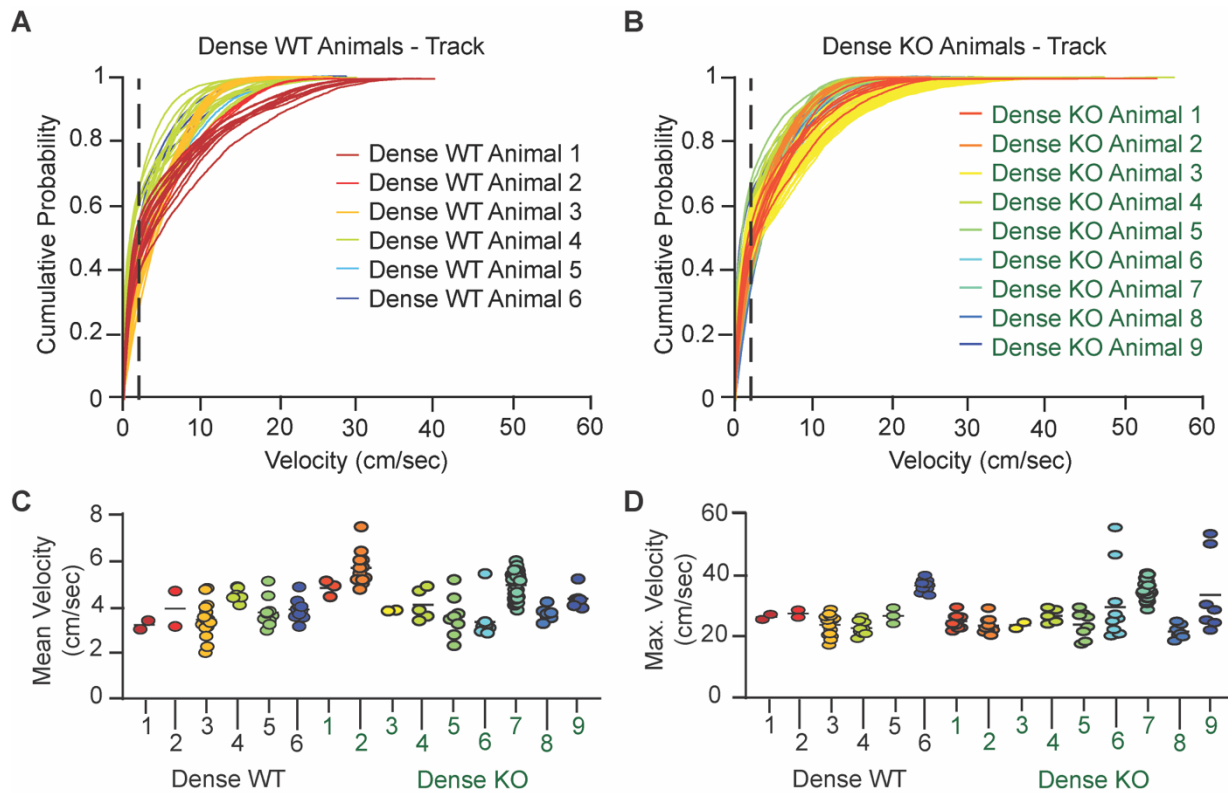 A
Dense WT Animals - Track
Cumulative Probability
1
0.8
0.6
0.4
0.2
0
0 10 20 30 40 50 60
Velocity (cm/sec)
Dense WT Animal 1
Dense WT Animal 2
Dense WT Animal 3
Dense WT Animal 4
Dense WT Animal 5
Dense WT Animal 6
B
Dense KO Animals - Track
Cumulative Probability
1
0.8
0.6
0.4
0.2
0
0 10 20 30 40 50 60
Velocity (cm/sec)
Dense KO Animal 1
Dense KO Animal 2
Dense KO Animal 3
Dense KO Animal 4
Dense KO Animal 5
Dense KO Animal 6
Dense KO Animal 7
Dense KO Animal 8
Dense KO Animal 9
C
Mean Velocity
(cm/sec)
8
6
4
2
0
1 2 3 4 5 6 1 2 3 4 5 6 7 8 9
Dense WT Dense KO
D
Max. Velocity
(cm/sec)
60
40
20
0
1 2 3 4 5 6 1 2 3 4 5 6 7 8 9
Dense WT Dense KO